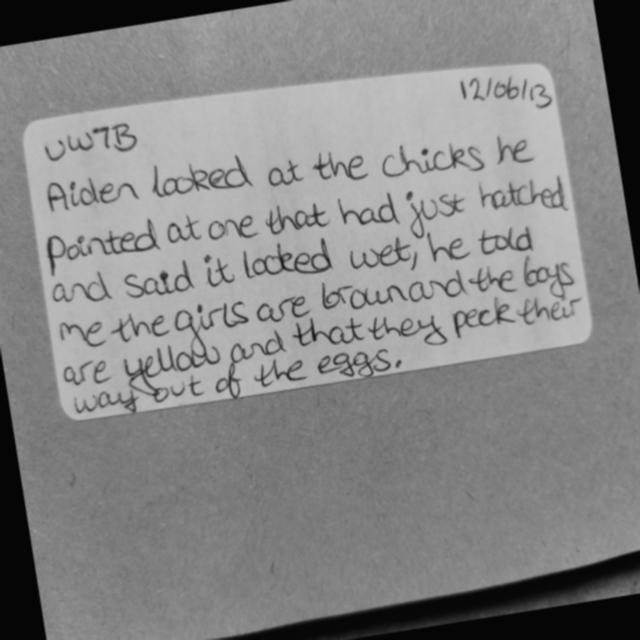 12/06/13
UWTB
Aiden looked at the chicks he
pointed at one that had just hatched
and said it looked wet, he told
me the girls are brown and the boys
are yellow and that they peck their
way out of the eggs.